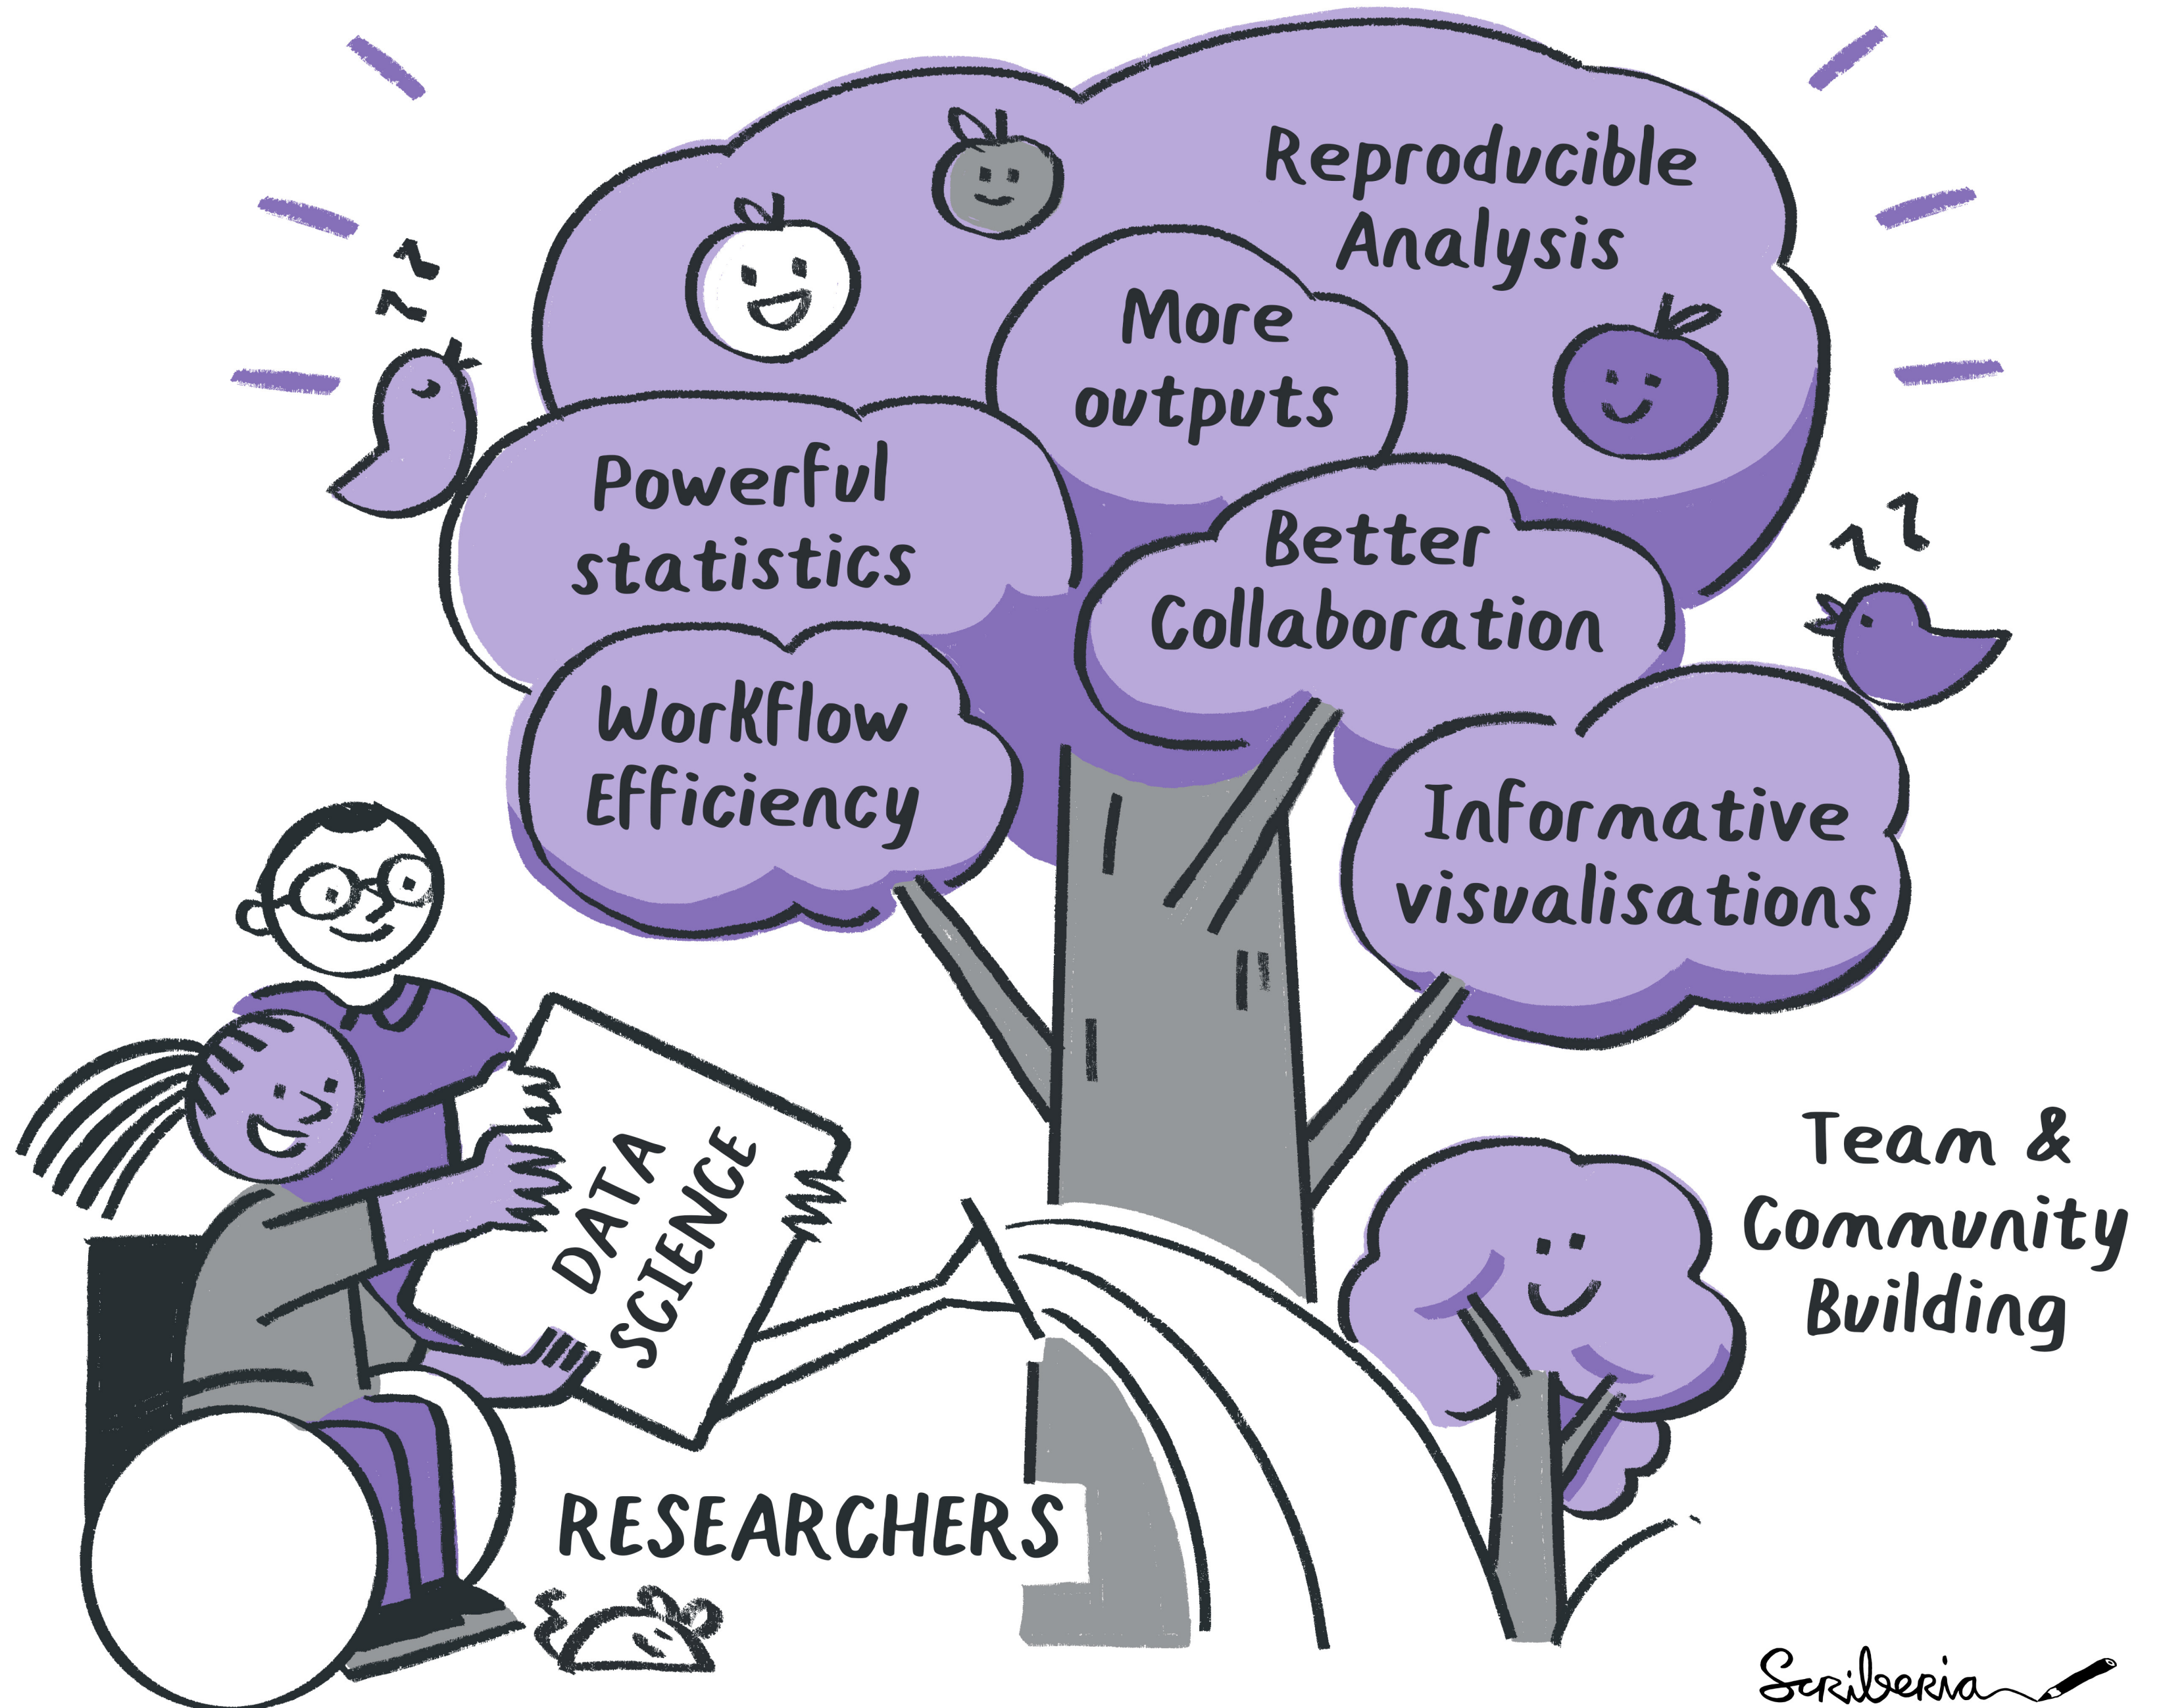 Reproducible
Analysis
More
outputs
Powerful
statistics
Better
Collaboration
Workflow
Efficiency
Informative
visualisations
DATA
SCIENCE
Team &
Community
Building
RESEARCHERS
Scriberia